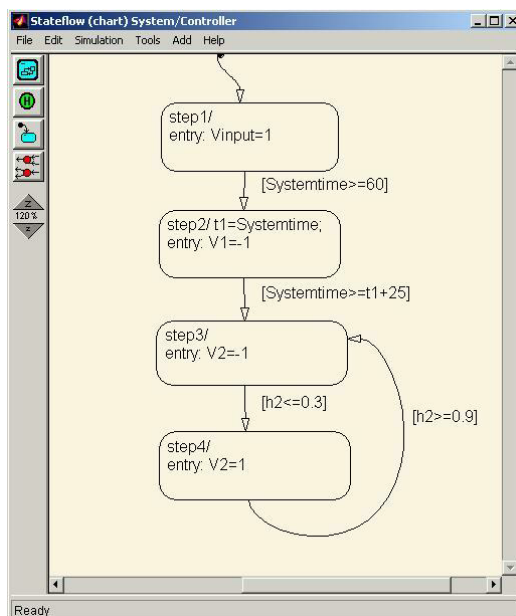 Stateflow (chart) System/Controller
File Edit Simulation Tools Add Help
H
Z
120%
z
step1/
entry: Vinput=1
[Systemtime>=60]
step2/ t1=Systemtime;
entry: V1=-1
[Systemtime>=t1+25]
step3/
entry: V2=-1
[h2<=0.3]
[h2>=0.9]
step4/
entry: V2=1
Ready